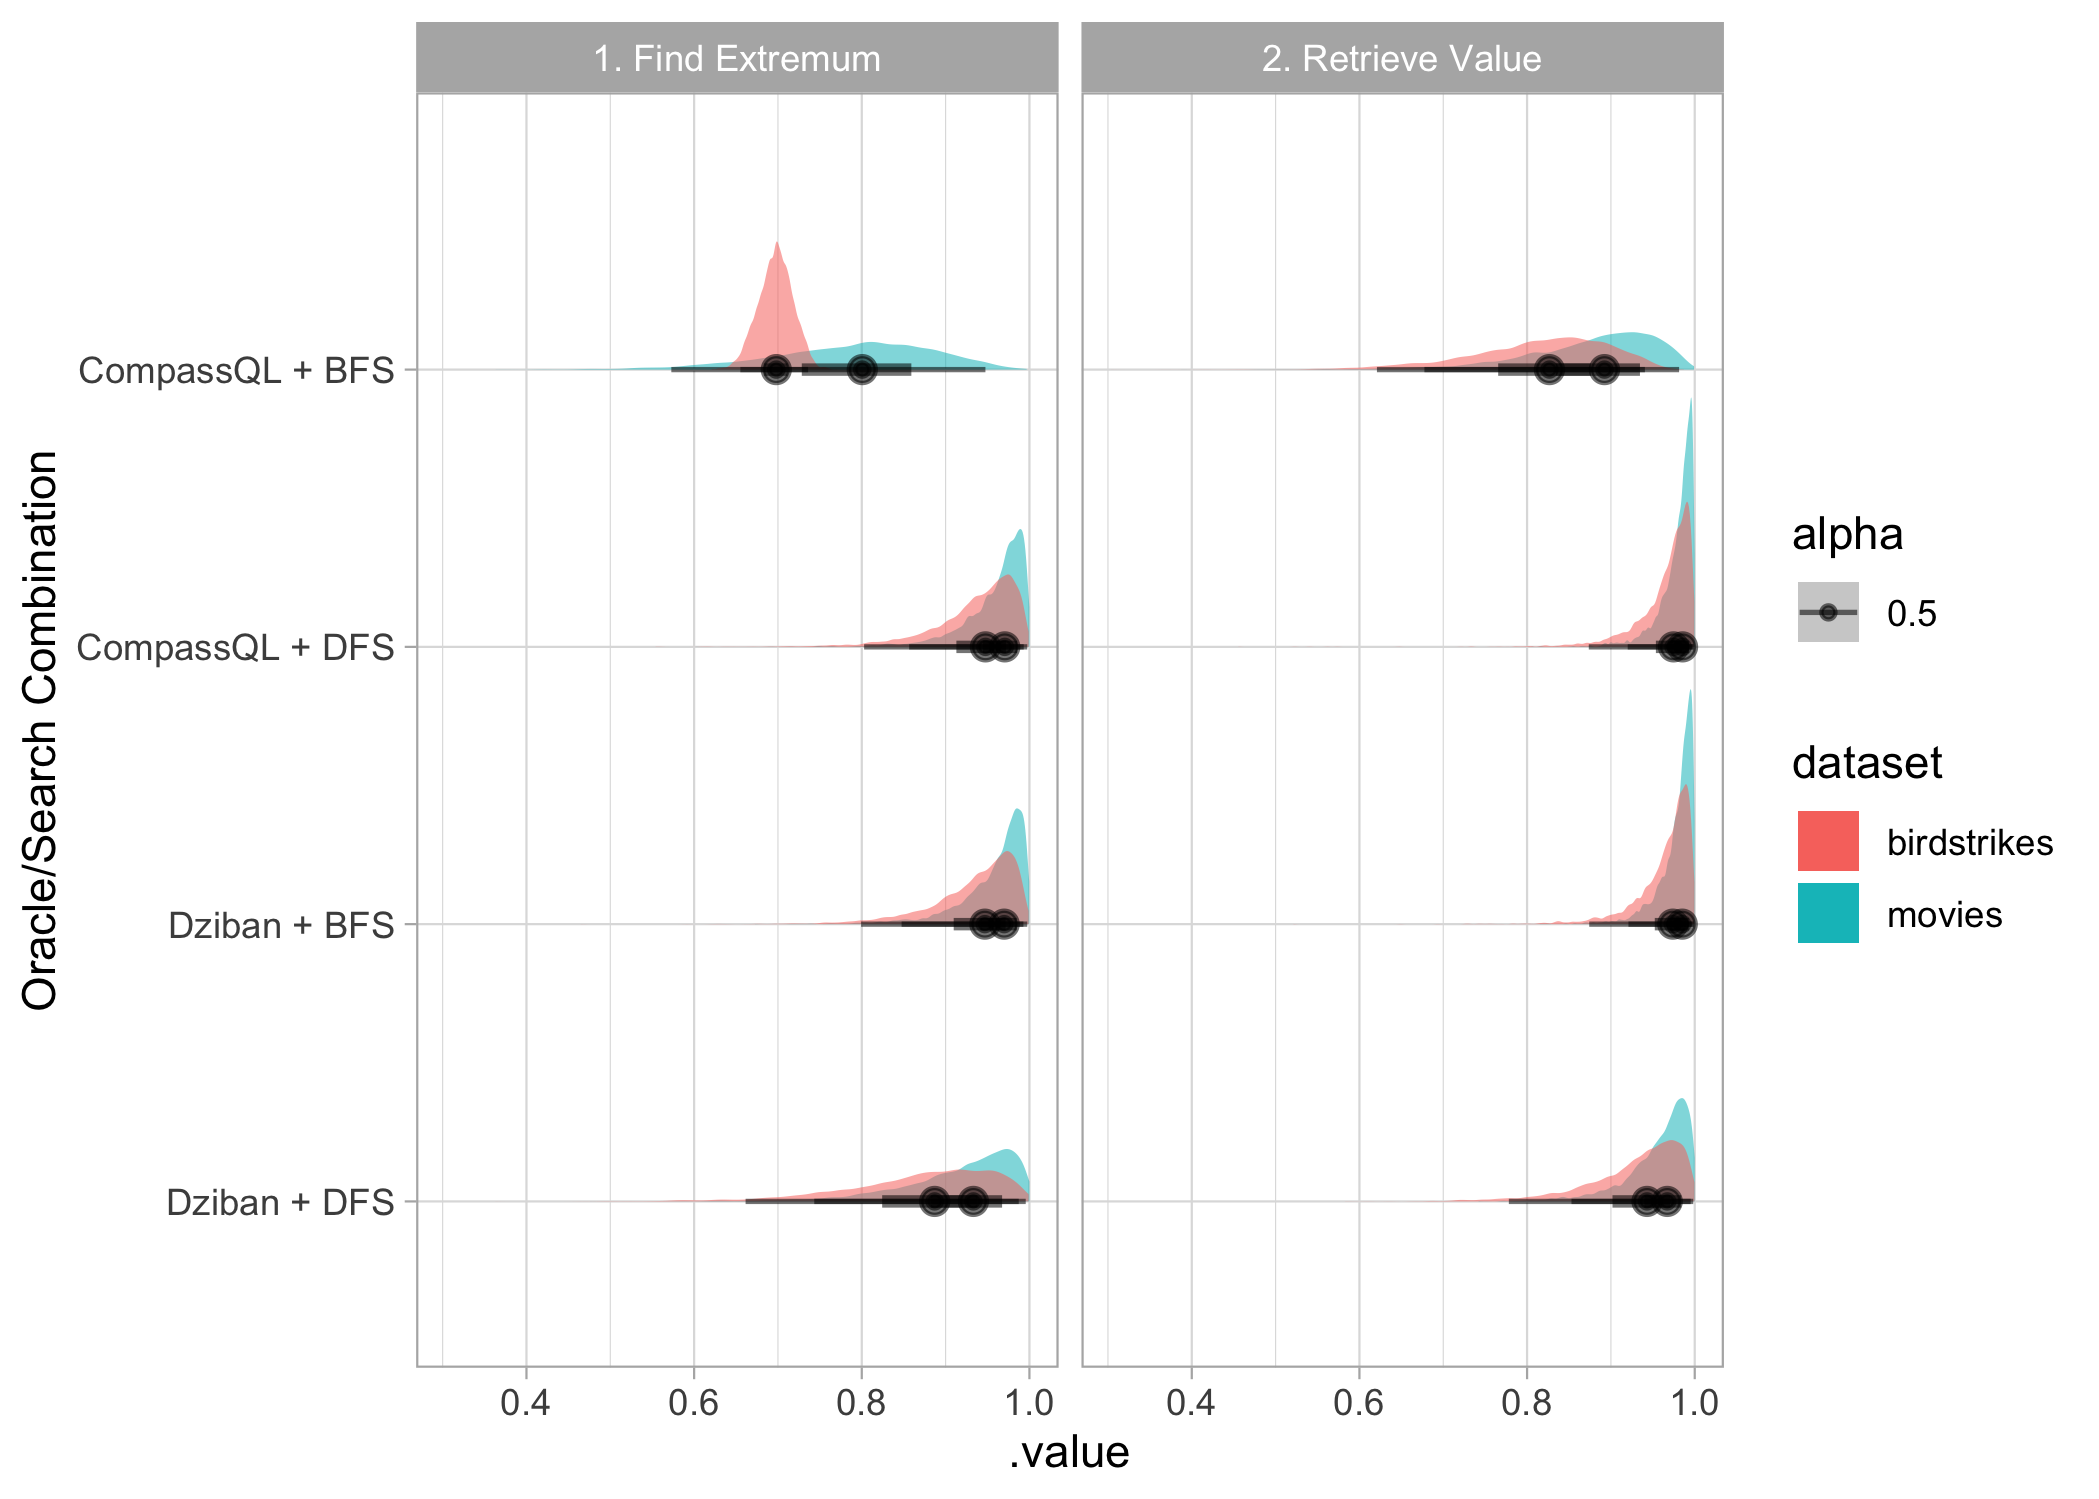 1. Find Extremum
2. Retrieve Value
Oracle/Search Combination
CompassQL + BFS
CompassQL + DFS
Dziban + BFS
Dziban + DFS
0.4 0.6 0.8 1.0
0.4 0.6 0.8 1.0
.value
alpha
0.5
dataset
birdstrikes
movies